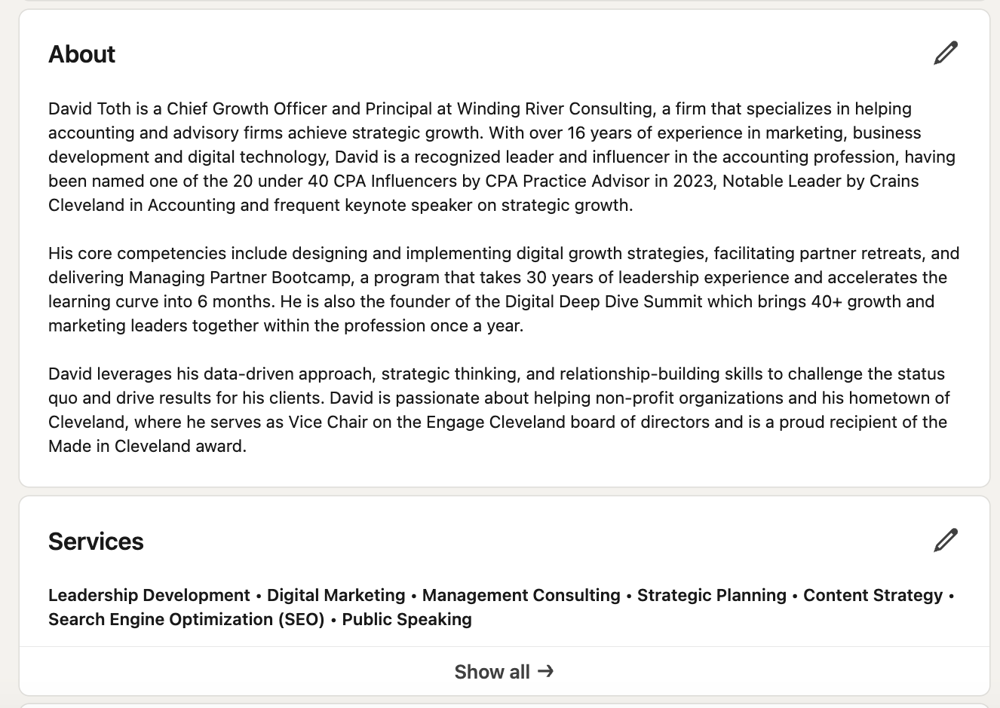 About
David Toth is a Chief Growth Officer and Principal at Winding River Consulting, a firm that specializes in helping
accounting and advisory firms achieve strategic growth. With over 16 years of experience in marketing, business
development and digital technology, David is a recognized leader and influencer in the accounting profession, having
been named one of the 20 under 40 CPA Influencers by CPA Practice Advisor in 2023, Notable Leader by Crains
Cleveland in Accounting and frequent keynote speaker on strategic growth.
His core competencies include designing and implementing digital growth strategies, facilitating partner retreats, and
delivering Managing Partner Bootcamp, a program that takes 30 years of leadership experience and accelerates the
learning curve into 6 months. He is also the founder of the Digital Deep Dive Summit which brings 40+ growth and
marketing leaders together within the profession once a year.
David leverages his data-driven approach, strategic thinking, and relationship-building skills to challenge the status
quo and drive results for his clients. David is passionate about helping non-profit organizations and his hometown of
Cleveland, where he serves as Vice Chair on the Engage Cleveland board of directors and is a proud recipient of the
Made in Cleveland award.
Services
Leadership Development • Digital Marketing • Management Consulting • Strategic Planning • Content Strategy •
Search Engine Optimization (SEO) • Public Speaking
Show all →